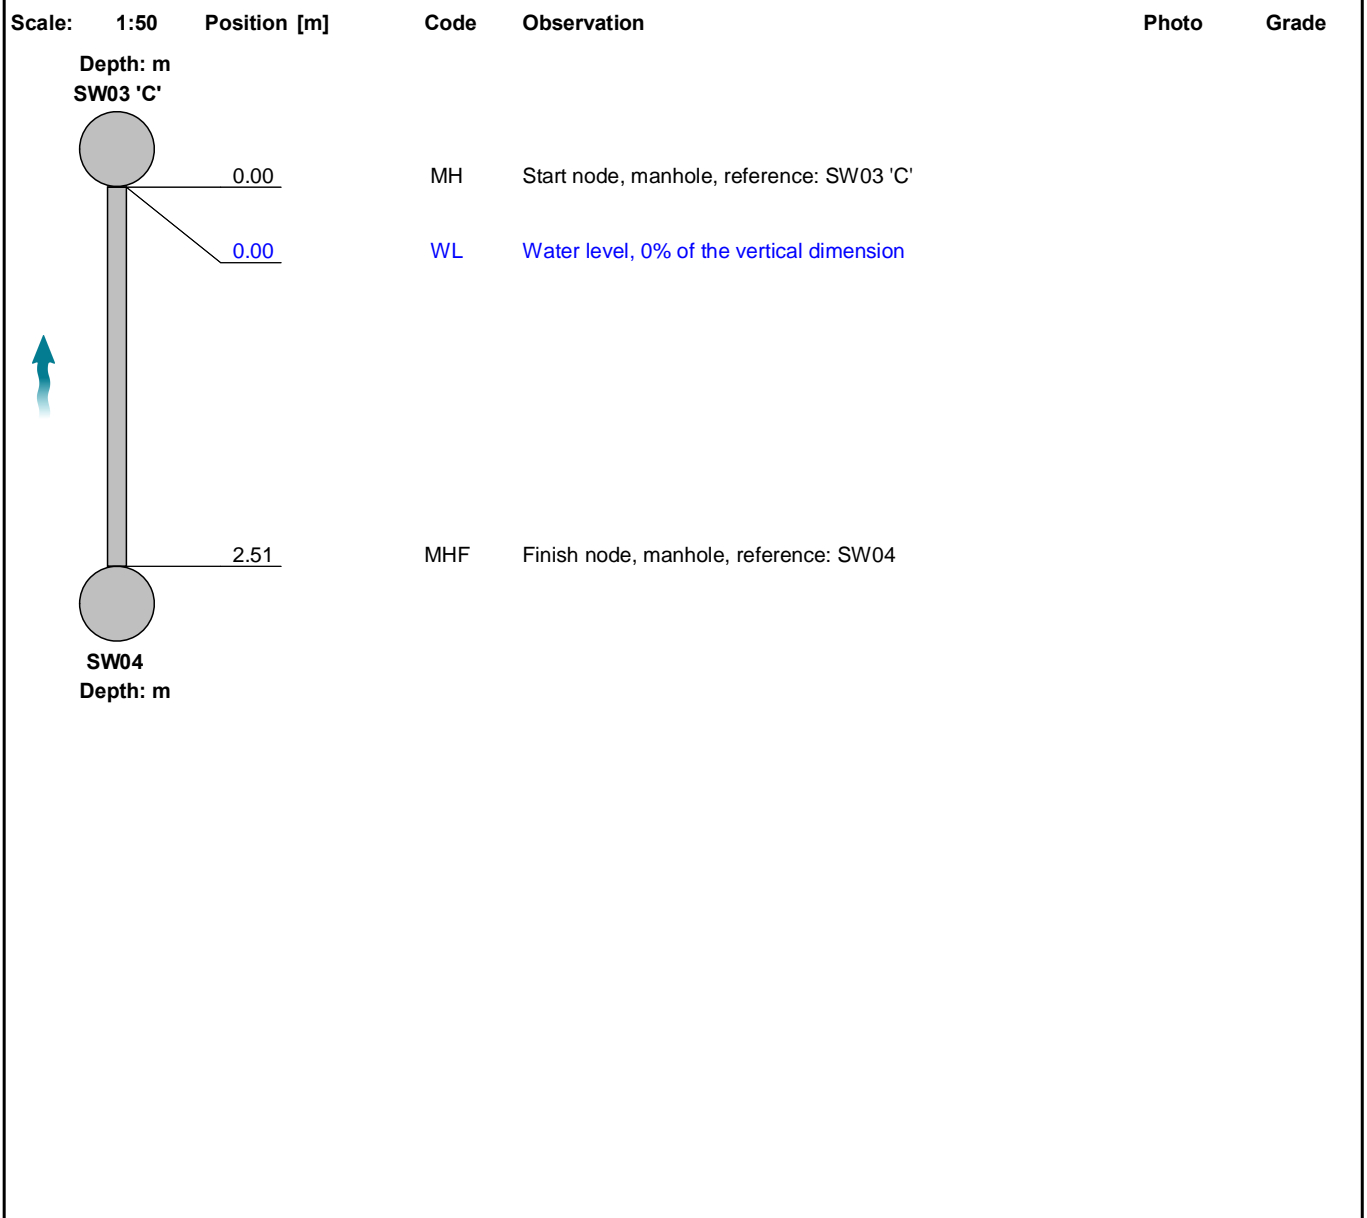 Scale: 1:50 Position [m] Code Observation Photo Grade
Depth: m
SW03 'C'
0.00 MH Start node, manhole, reference: SW03 'C'
0.00 WL Water level, 0% of the vertical dimension
2.51 MHF Finish node, manhole, reference: SW04
SW04
Depth: m